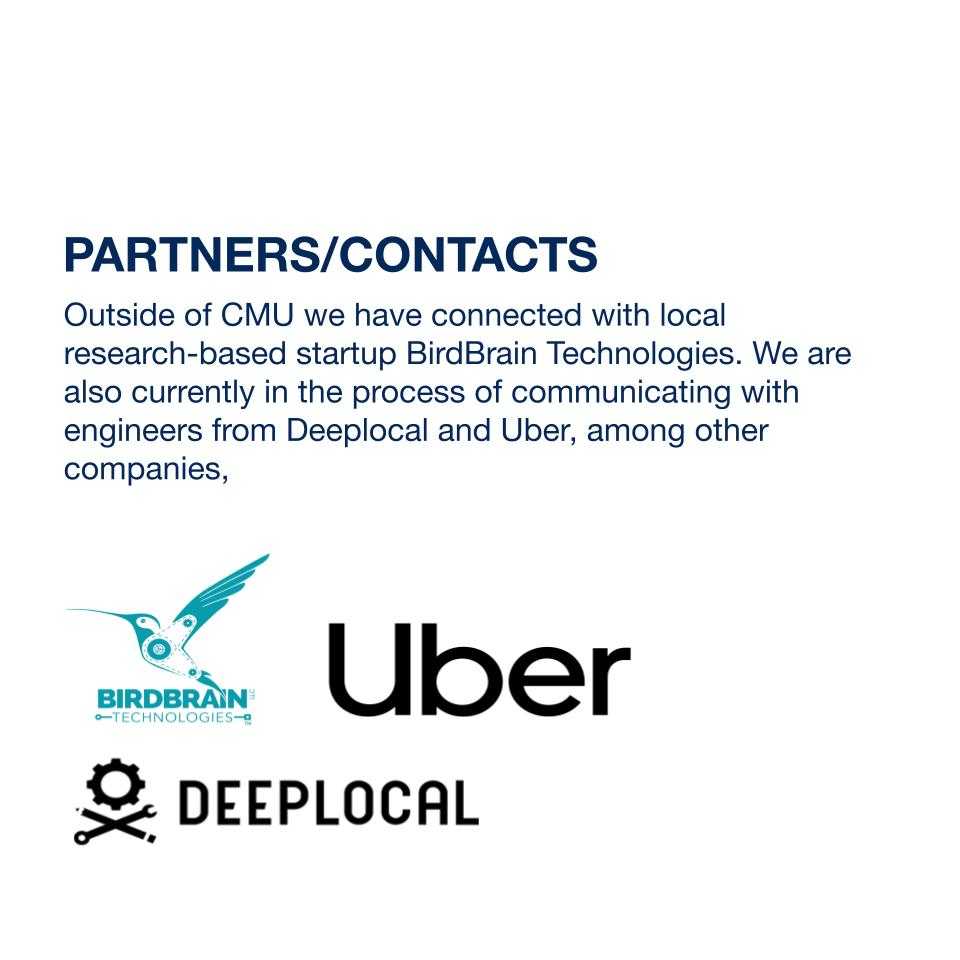 PARTNERS/CONTACTS
Outside of CMU we have connected with local
research-based startup BirdBrain Technologies. We are
also currently in the process of communicating with
engineers from Deeplocal and Uber, among other
companies,
BIRDBRAIN LLC
TECHNOLOGIES
Uber
DEEPLOCAL